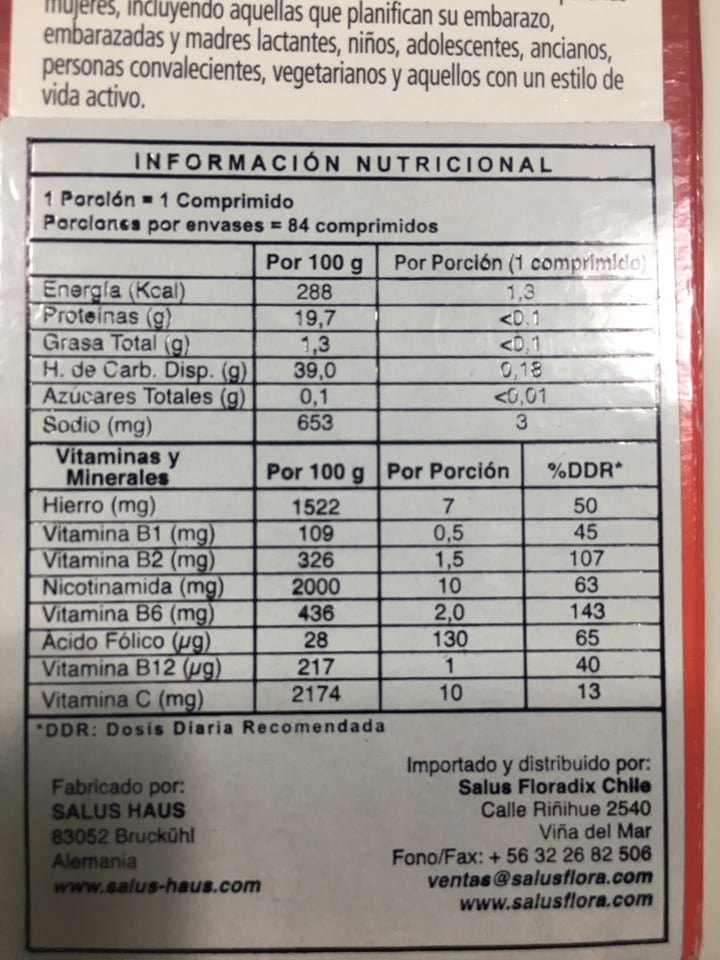 mujeres, incluyendo aquellas que planifican su embarazo,
embarazadas y madres lactantes, niños, adolescentes, ancianos,
personas convalecientes, vegetarianos y aquellos con un estilo de
vida activo.
INFORMACIÓN NUTRICIONAL
1 Porción = 1 Comprimido
Porciones por envases = 84 comprimidos
Por 100 g Por Porción (1 comprimido)
Energía (Kcal) 288 1,3
Proteínas (g) 19,7 <0,1
Grasa Total (g) 1,3 <0,1
H. de Carb. Disp. (g) 39,0 0,18
Azúcares Totales (g) 0,1 <0,01
Sodio (mg) 653 3
Vitaminas y
Minerales Por 100 g Por Porción %DDR*
Hierro (mg) 1522 7 50
Vitamina B1 (mg) 109 0,5 45
Vitamina B2 (mg) 326 1,5 107
Nicotinamida (mg) 2000 10 63
Vitamina B6 (mg) 436 2,0 143
Ácido Fólico (µg) 28 130 65
Vitamina B12 (µg) 217 1 40
Vitamina C (mg) 2174 10 13
*DDR: Dosis Diaria Recomendada
Fabricado por:
SALUS HAUS
83052 Bruckühl
Alemania
www.salus-haus.com
Importado y distribuido por:
Salus Floradix Chile
Calle Riñihue 2540
Viña del Mar
Fono/Fax: + 56 32 26 82 506
ventas@salusflora.com
www.salusflora.com